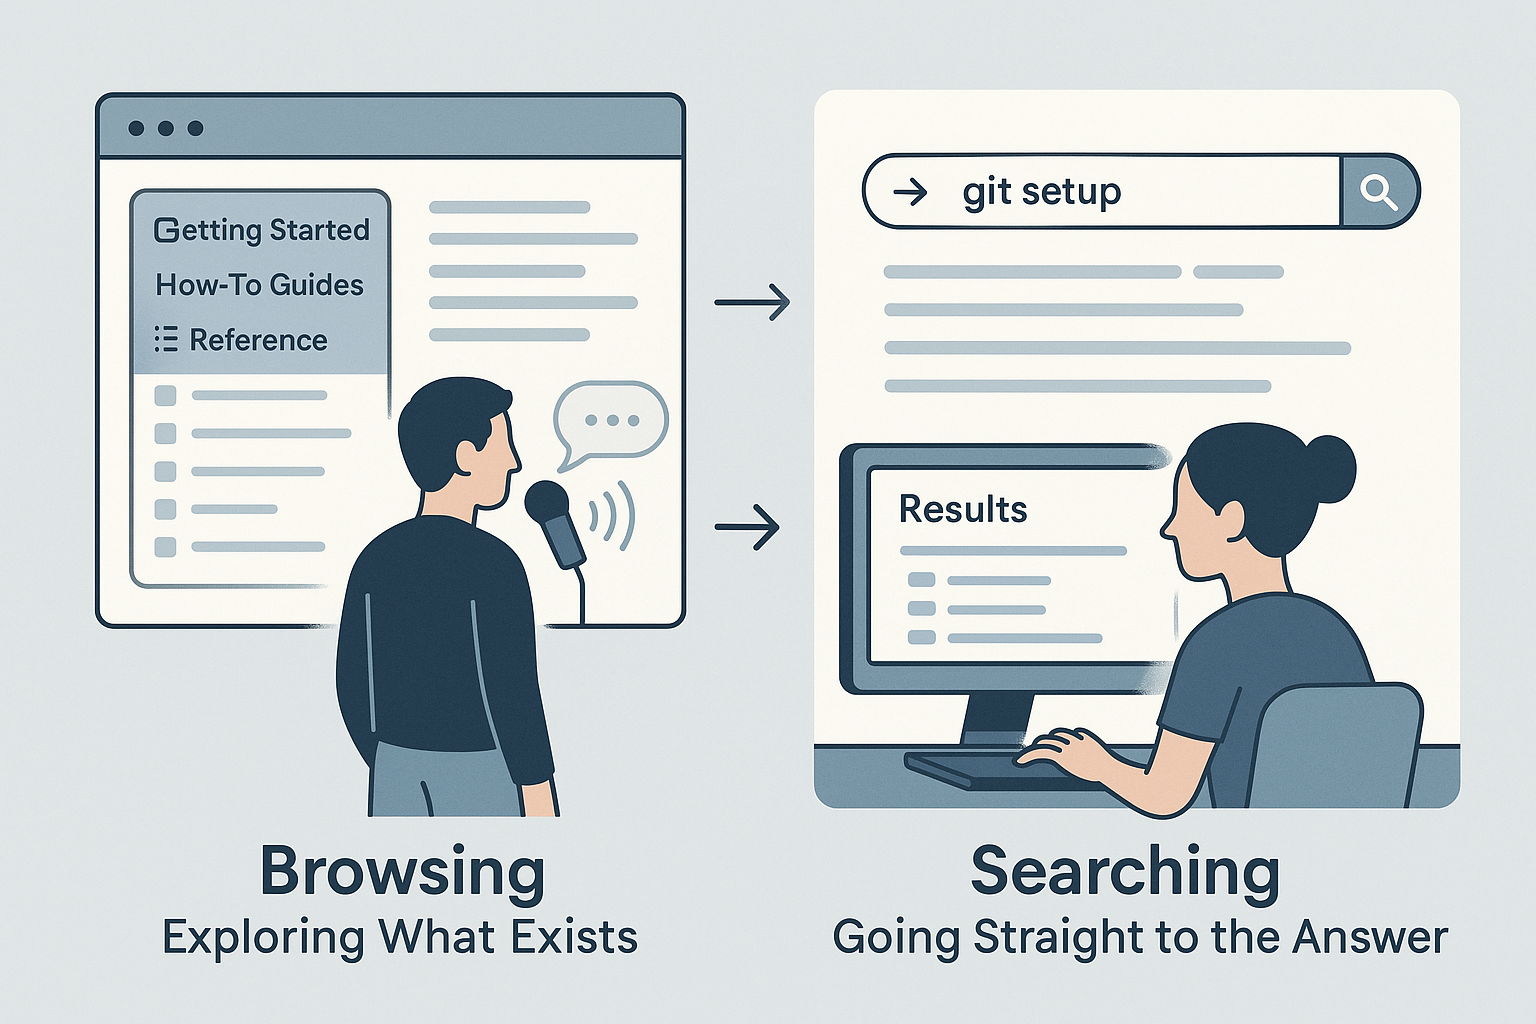 Getting Started
How-To Guides
Reference
Browsing
Exploring What Exists
git setup
Results
Searching
Going Straight to the Answer